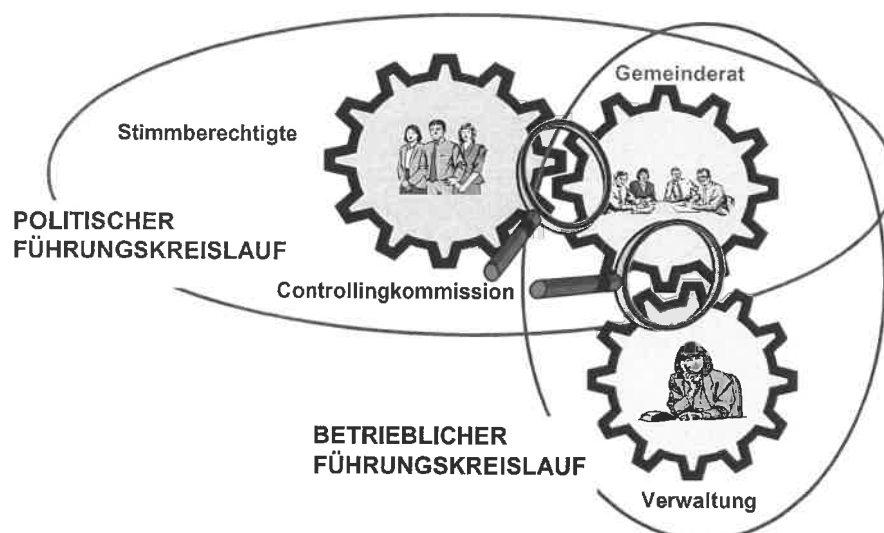 Gemeinderat
Stimmberechtigte
POLITISCHER
FÜHRUNGSKREISLAUF
Controllingkommission
BETRIEBLICHER
FÜHRUNGSKREISLAUF
Verwaltung